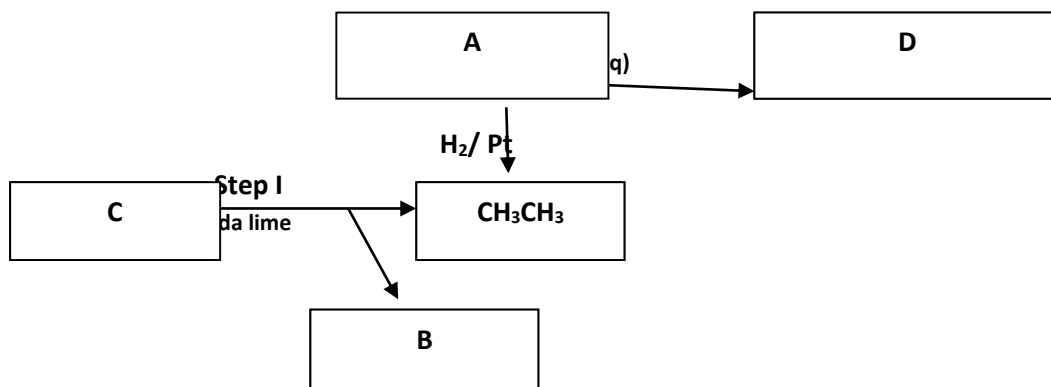 A
D
q)
H₂/ Pt
Step I
C
da lime
CH₃CH₃
B